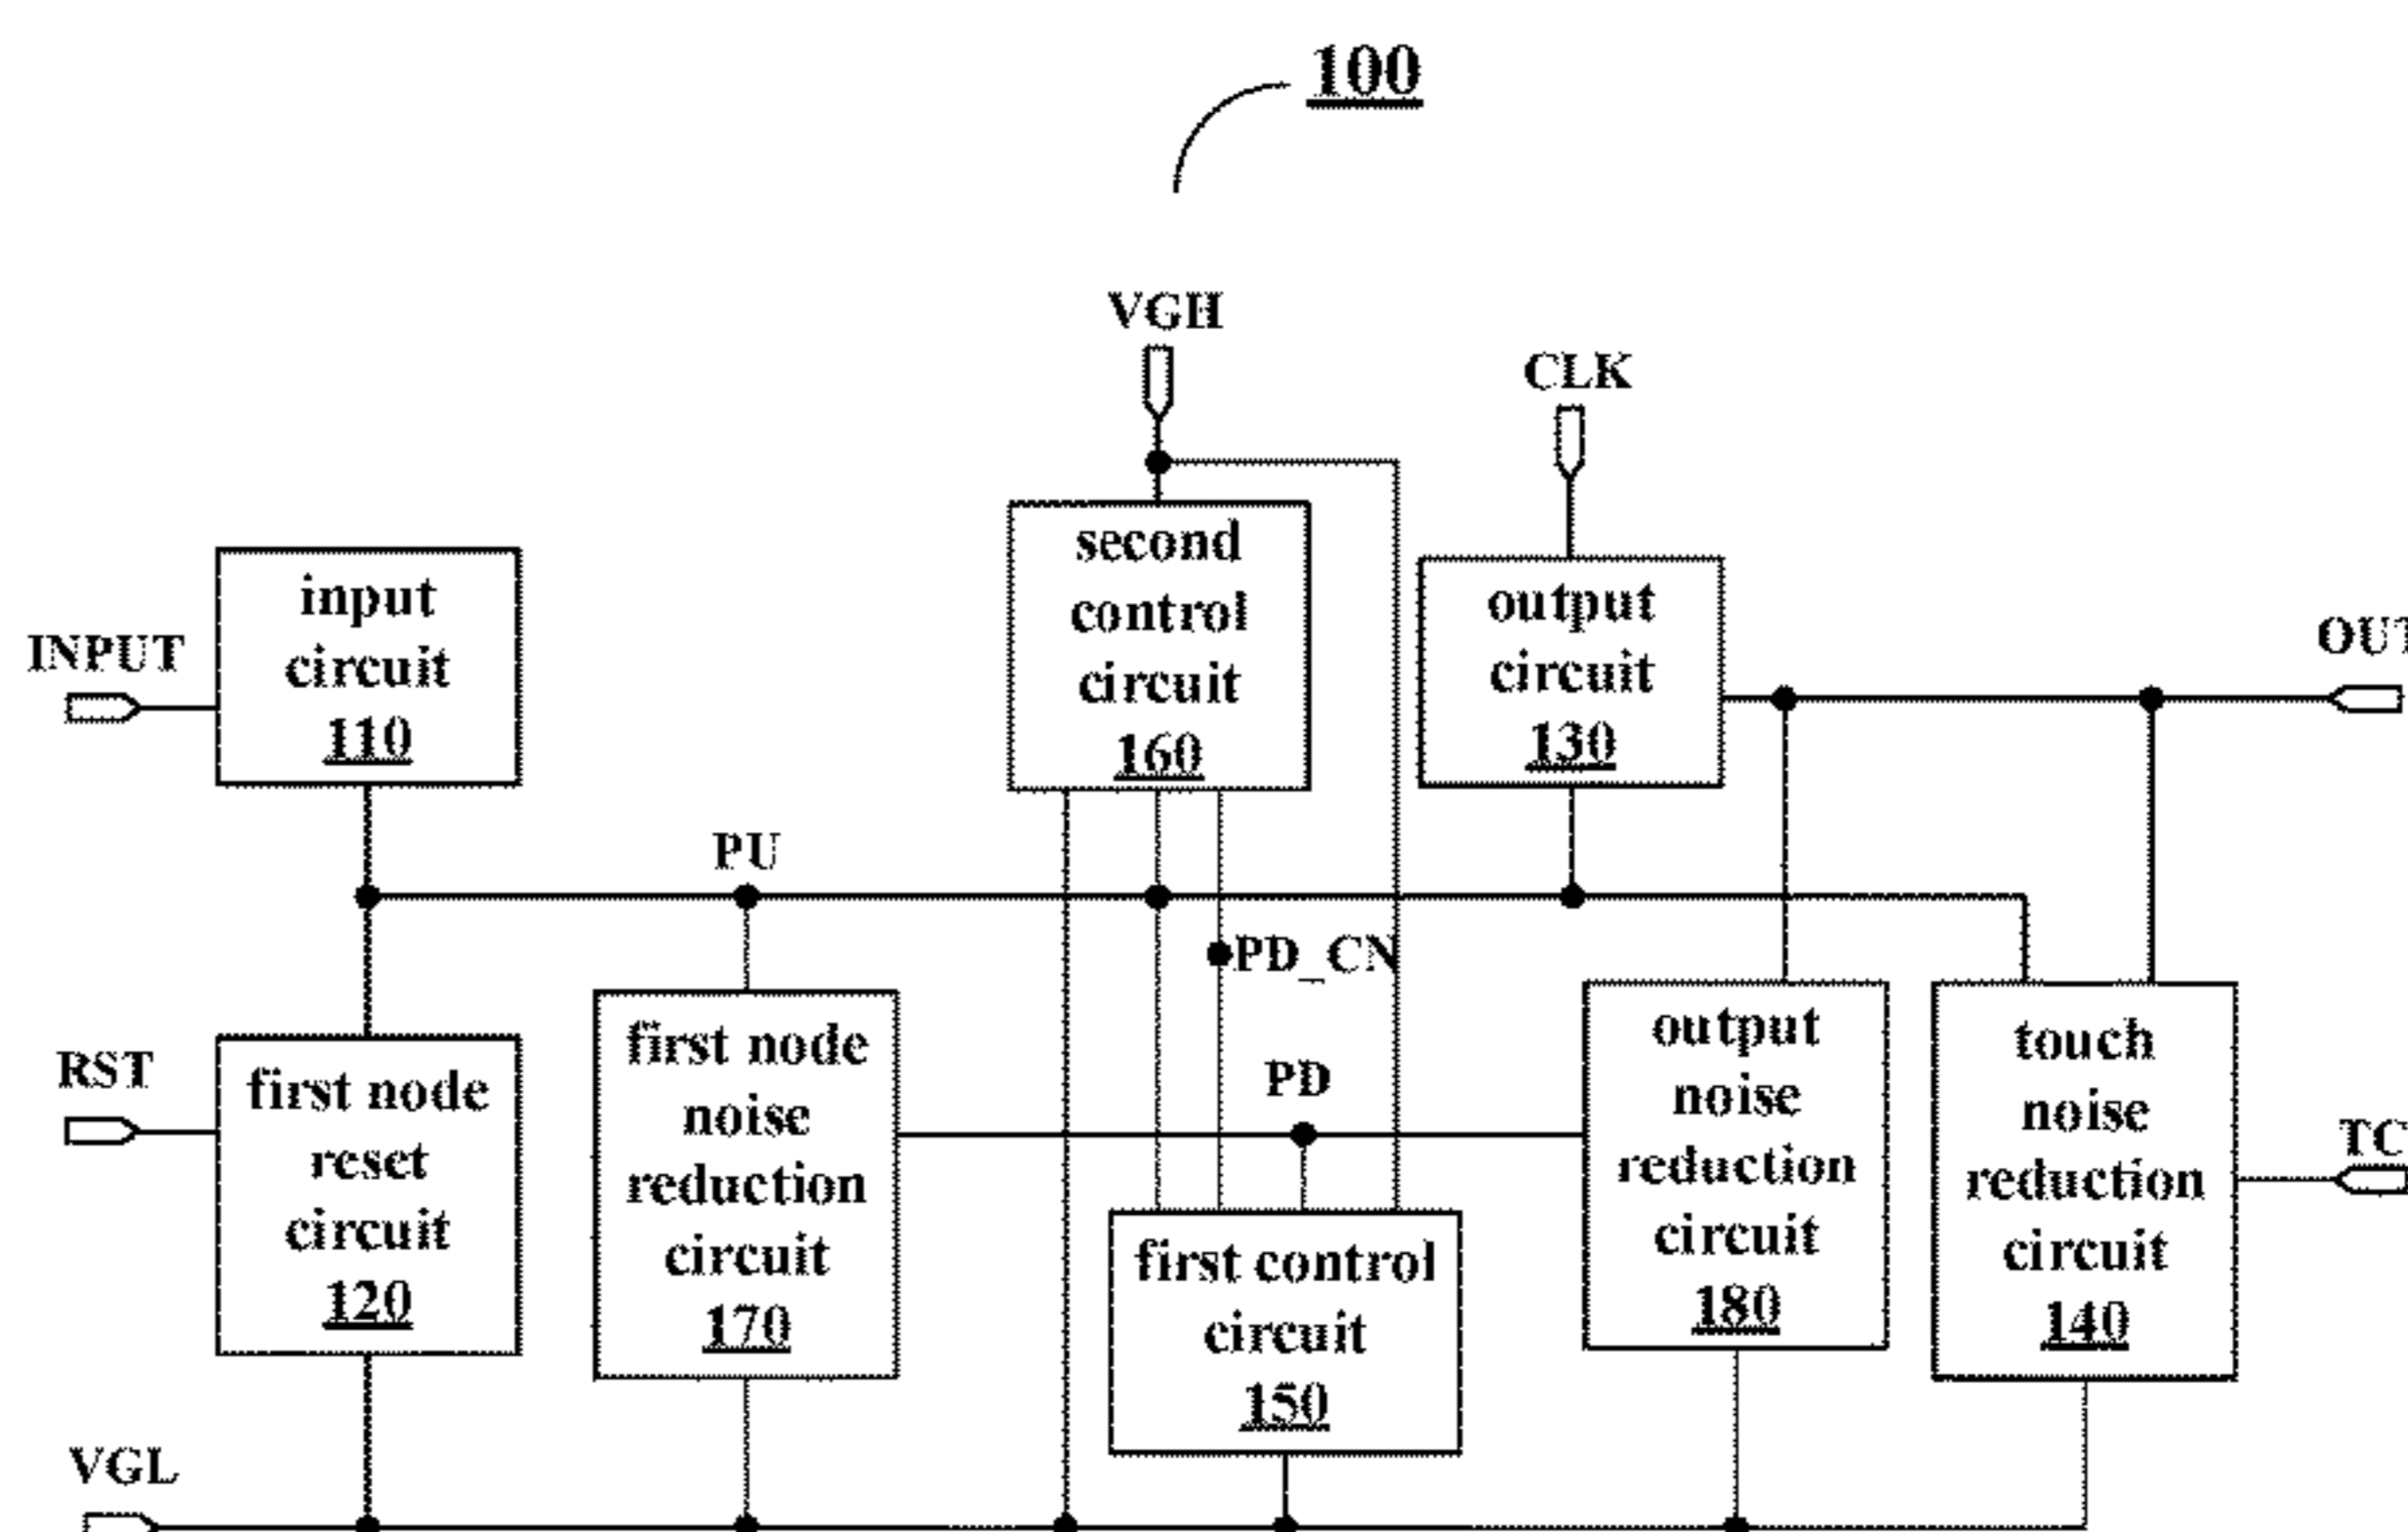 100
VGH
CLK
second
control
circuit
160
input
circuit
110
output
circuit
130
INPUT
OUT
PU
PD_CN
PD
RST
first node
reset
circuit
120
first node
noise
reduction
circuit
170
first control
circuit
150
output
noise
reduction
circuit
180
touch
noise
reduction
circuit
140
TC
VGL